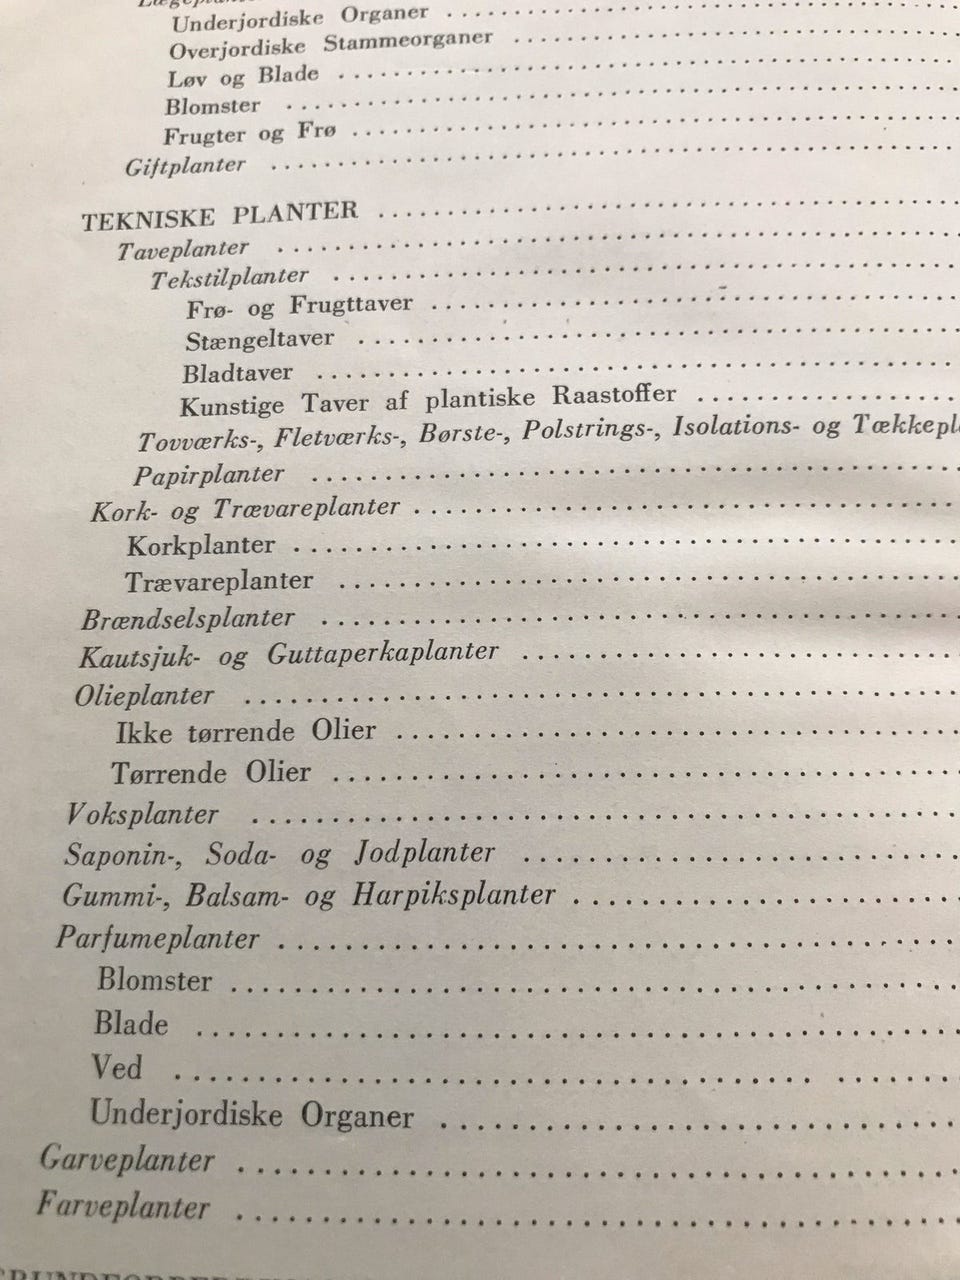 Underjordiske Organer
Overjordiske Stammeorganer
Løv og Blade
Blomster
Frugter og Frø
Giftplanter
TEKNISKE PLANTER
Taveplanter
Tekstilplanter
Frø- og Frugttaver
Stængeltaver
Bladtaver
Kunstige Taver af plantiske Raastoffer
Tovværks-, Fletværks-, Børste-, Polstrings-, Isolations- og Tækkepl
Papirplanter
Kork- og Trævareplanter
Korkplanter
Trævareplanter
Brændselsplanter
Kautsjuk- og Guttaperkaplanter
Olieplanter
Ikke tørrende Olier
Tørrende Olier
Voksplanter
Saponin-, Soda- og Jodplanter
Gummi-, Balsam- og Harpiksplanter
Parfumeplanter
Blomster
Blade
Ved
Underjordiske Organer
Garveplanter
Farveplanter